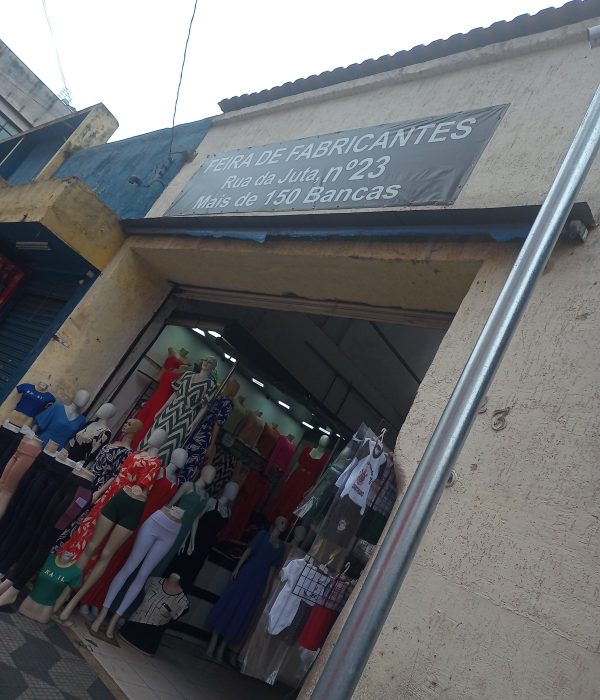 FEIRA DE FABRICANTES
Rua da Juta, nº23
Mais de 150 Bancas